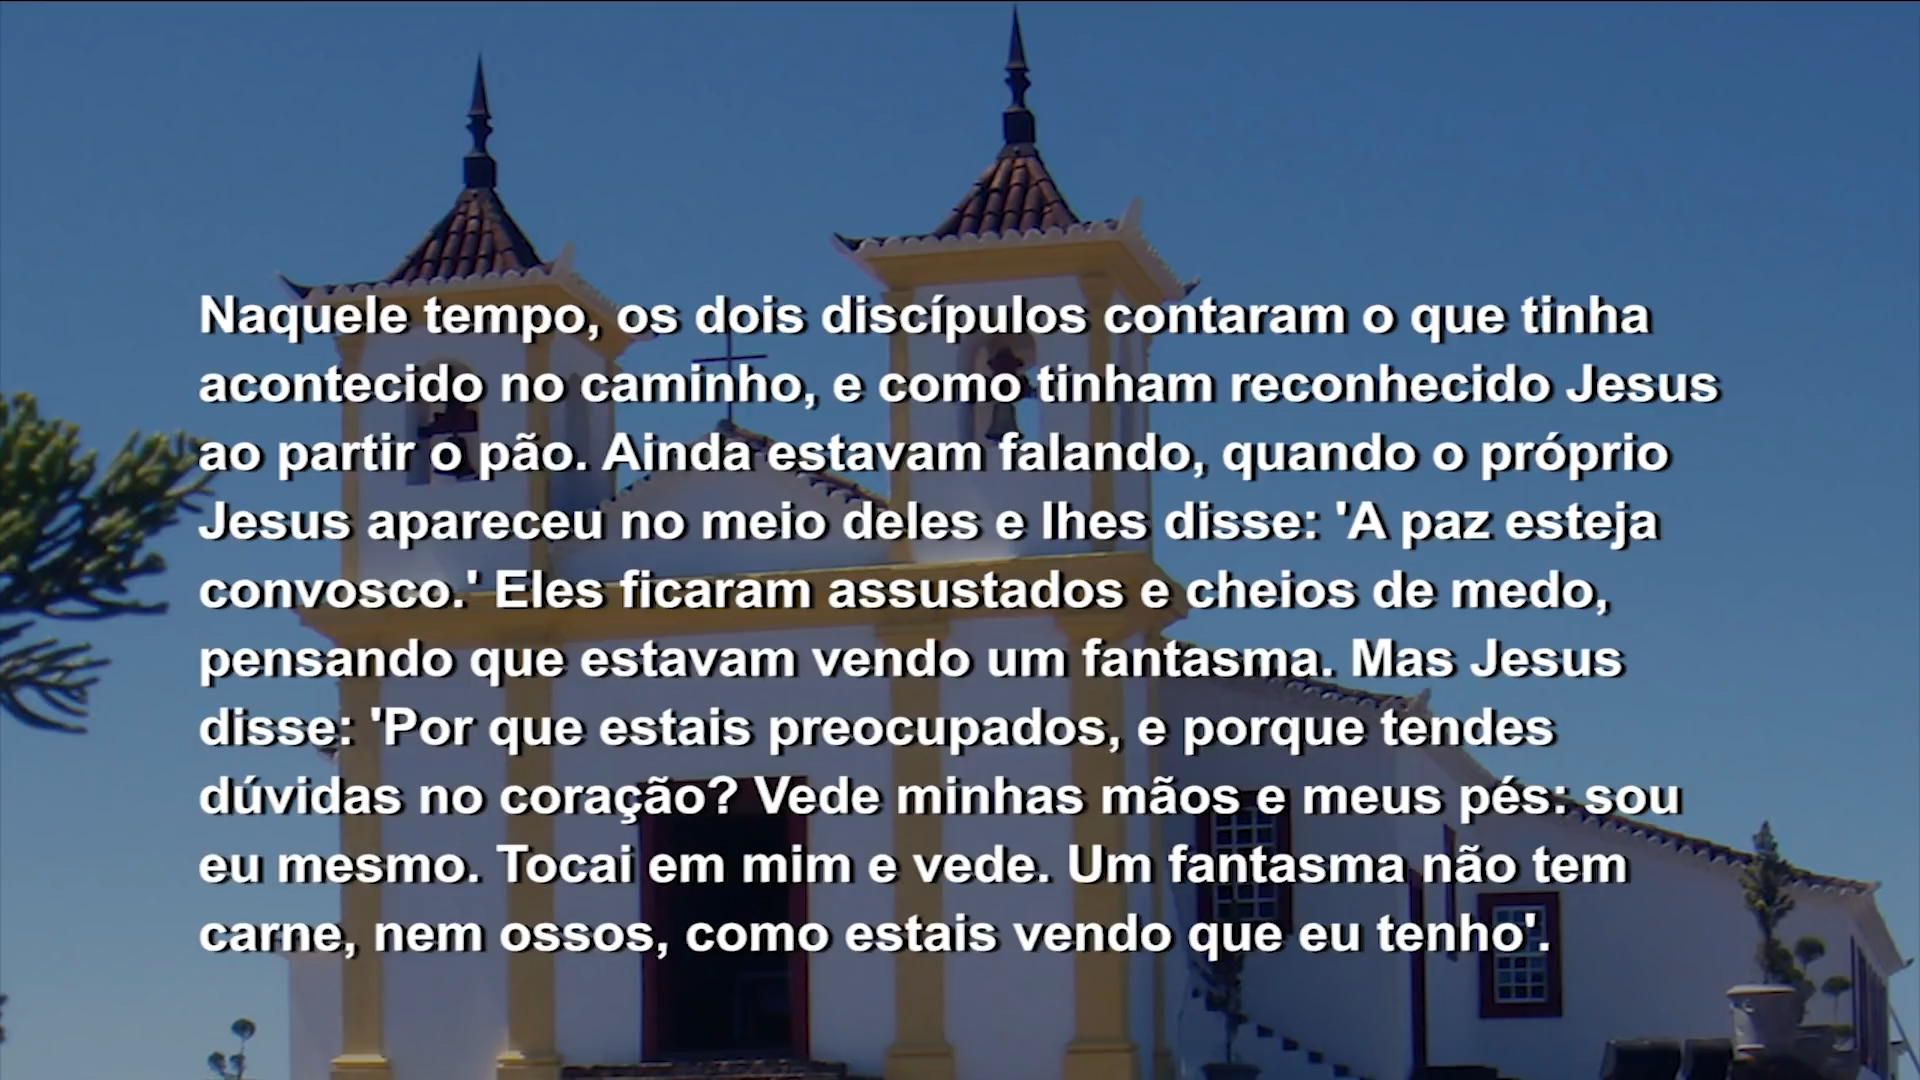 Naquele tempo, os dois discípulos contaram o que tinha
acontecido no caminho, e como tinham reconhecido Jesus
ao partir o pão. Ainda estavam falando, quando o próprio
Jesus apareceu no meio deles e lhes disse: 'A paz esteja
convosco.' Eles ficaram assustados e cheios de medo,
pensando que estavam vendo um fantasma. Mas Jesus
disse: 'Por que estais preocupados, e porque tendes
dúvidas no coração? Vede minhas mãos e meus pés: sou
eu mesmo. Tocai em mim e vede. Um fantasma não tem
carne, nem ossos, como estais vendo que eu tenho'.